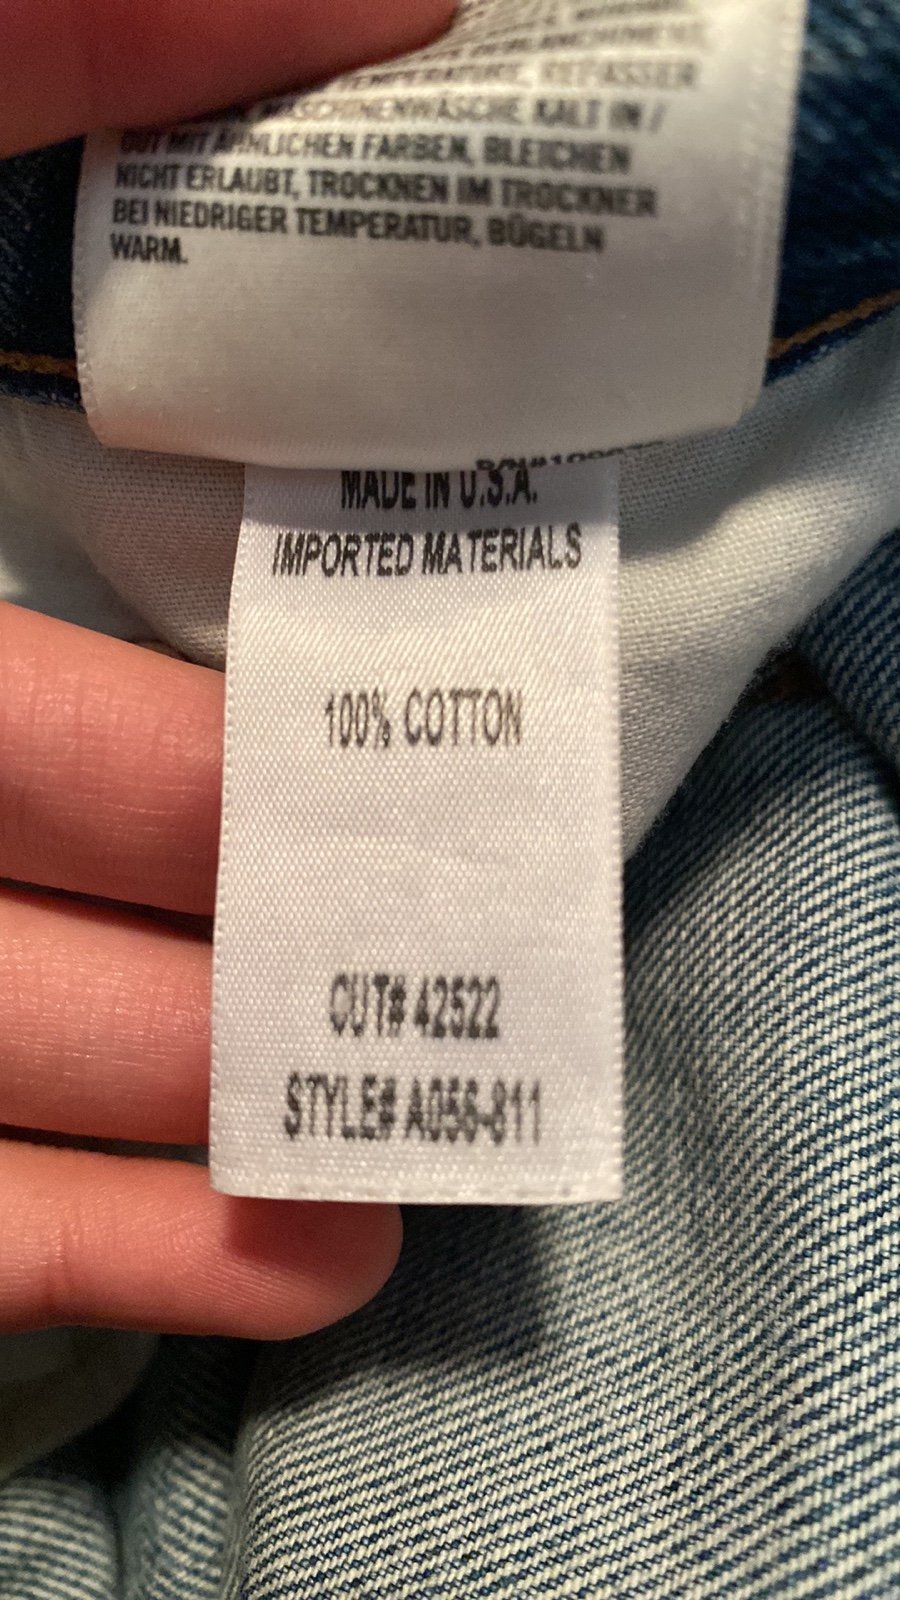 TEMPERATURE, REPASSER
MASCHINENWÄSCHE KALT IN /
GUT MIT ÄHNLICHEN FARBEN, BLEICHEN
NICHT ERLAUBT, TROCKNEN IM TROCKNER
BEI NIEDRIGER TEMPERATUR, BÜGELN
WARM.
MADE IN U.S.A.
IMPORTED MATERIALS
100% COTTON
CUT# 42522
STYLE# A056-811